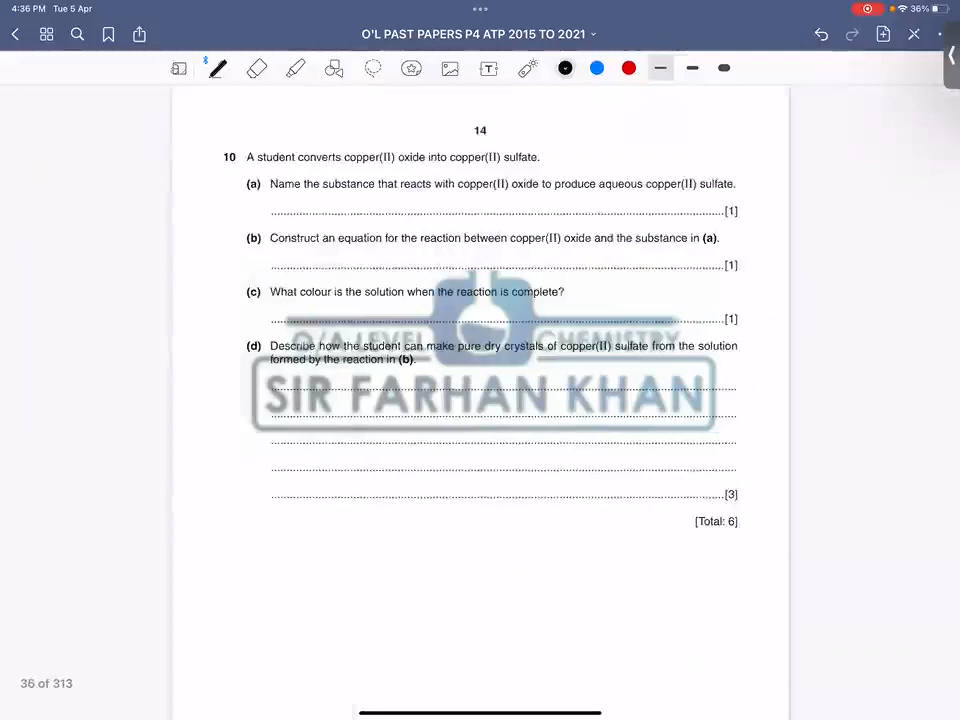 4:36 PM Tue 5 Apr
36%
O'L PAST PAPERS P4 ATP 2015 TO 2021
14
10 A student converts copper(II) oxide into copper(II) sulfate.
(a) Name the substance that reacts with copper(II) oxide to produce aqueous copper(II) sulfate.
[1]
(b) Construct an equation for the reaction between copper(II) oxide and the substance in (a).
[1]
(c) What colour is the solution when the reaction is complete?
[1]
O/A LEVEL CHEMISTRY
(d) Describe how the student can make pure dry crystals of copper(II) sulfate from the solution
formed by the reaction in (b).
SIR FARHAN KHAN
[3]
[Total: 6]
36 of 313